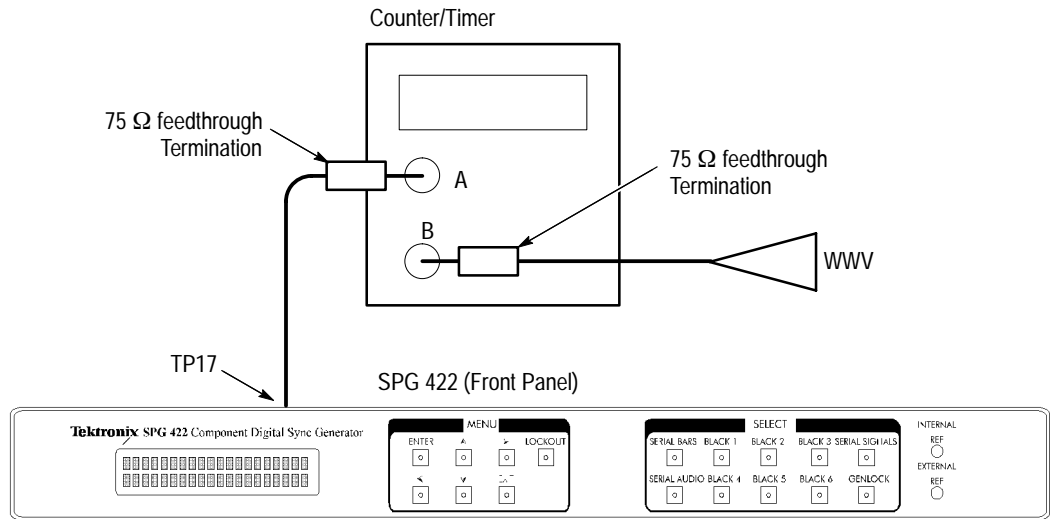 Counter/Timer
75 Ω feedthrough
Termination
A
75 Ω feedthrough
Termination
B
WWV
TP17
SPG 422 (Front Panel)
Tektronix SPG 422 Component Digital Sync Generator
MENU
ENTER
LOCKOUT
SELECT
SERIAL BARS BLACK 1 BLACK 2 BLACK 3 SERIAL SIGNALS
SERIAL AUDIO BLACK 4 BLACK 5 BLACK 6 GENLOCK
INTERNAL
REF
EXTERNAL
REF